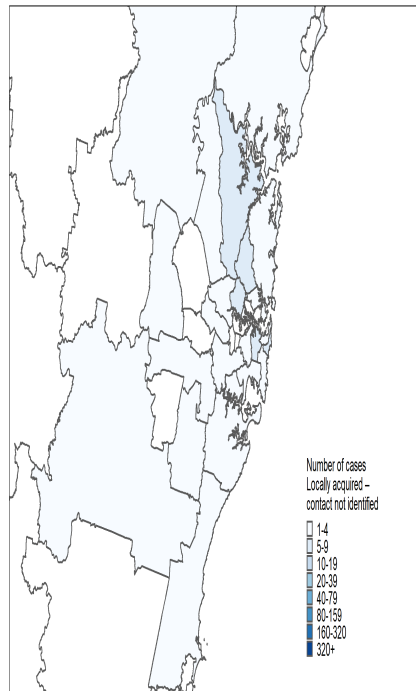 Number of cases
Locally acquired –
contact not identified
1-4
5-9
10-19
20-39
40-79
80-159
160-320
320+